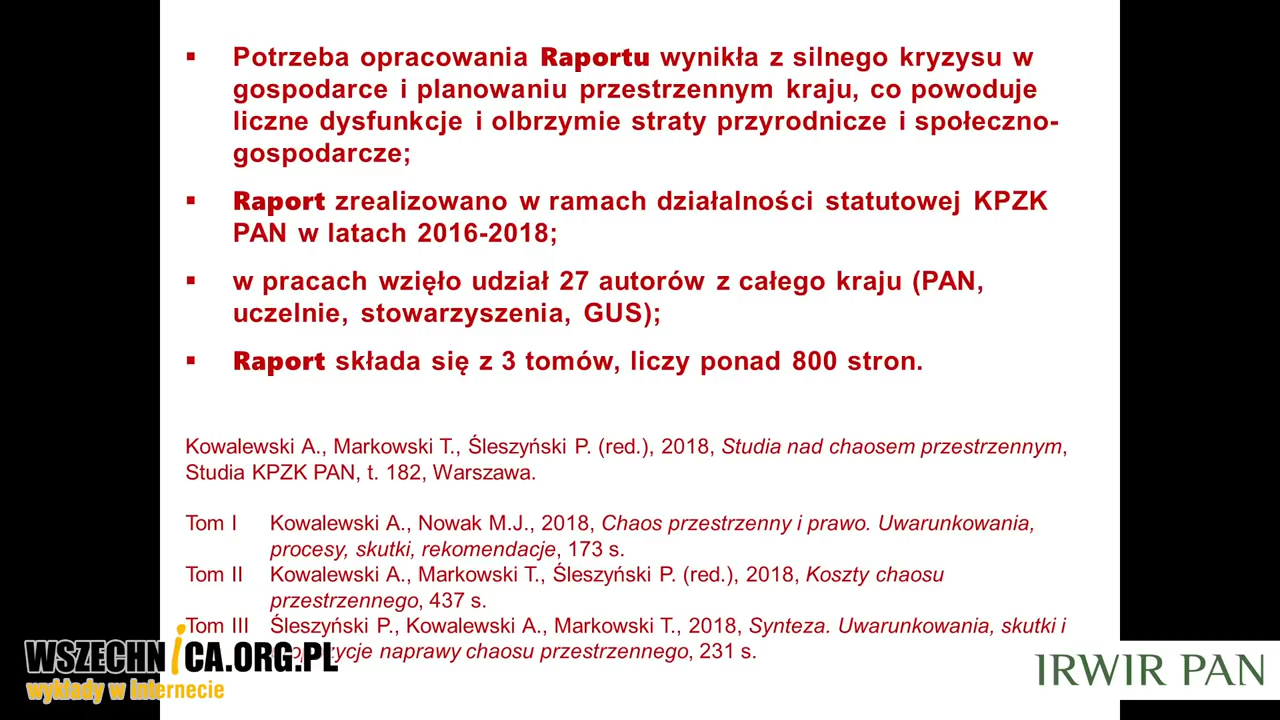 ▪ Potrzeba opracowania Raportu wynikła z silnego kryzysu w
gospodarce i planowaniu przestrzennym kraju, co powoduje
liczne dysfunkcje i olbrzymie straty przyrodnicze i społeczno-
gospodarcze;
▪ Raport zrealizowano w ramach działalności statutowej KPZK
PAN w latach 2016-2018;
▪ w pracach wzięło udział 27 autorów z całego kraju (PAN,
uczelnie, stowarzyszenia, GUS);
▪ Raport składa się z 3 tomów, liczy ponad 800 stron.
Kowalewski A., Markowski T., Śleszyński P. (red.), 2018, Studia nad chaosem przestrzennym,
Studia KPZK PAN, t. 182, Warszawa.
Tom I Kowalewski A., Nowak M.J., 2018, Chaos przestrzenny i prawo. Uwarunkowania,
procesy, skutki, rekomendacje, 173 s.
Tom II Kowalewski A., Markowski T., Śleszyński P. (red.), 2018, Koszty chaosu
przestrzennego, 437 s.
Tom III Śleszyński P., Kowalewski A., Markowski T., 2018, Synteza. Uwarunkowania, skutki i
naprawy chaosu przestrzennego, 231 s.
WSZECHNICA.ORG.PL
wykłady w internecie
IRWIR PAN